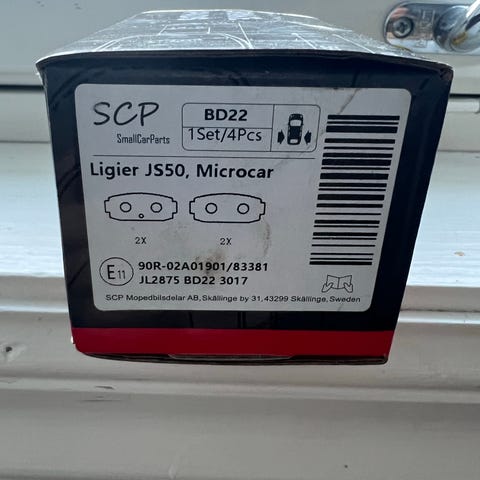 SCP
SmallCarParts
BD22
1Set/4Pcs
Ligier JS50, Microcar
2X 2X
E11 90R-02A01901/83381
JL2875 BD22 3017
SCP Mopedbilsdelar AB, Skällinge by 31, 43299 Skällinge, Sweden